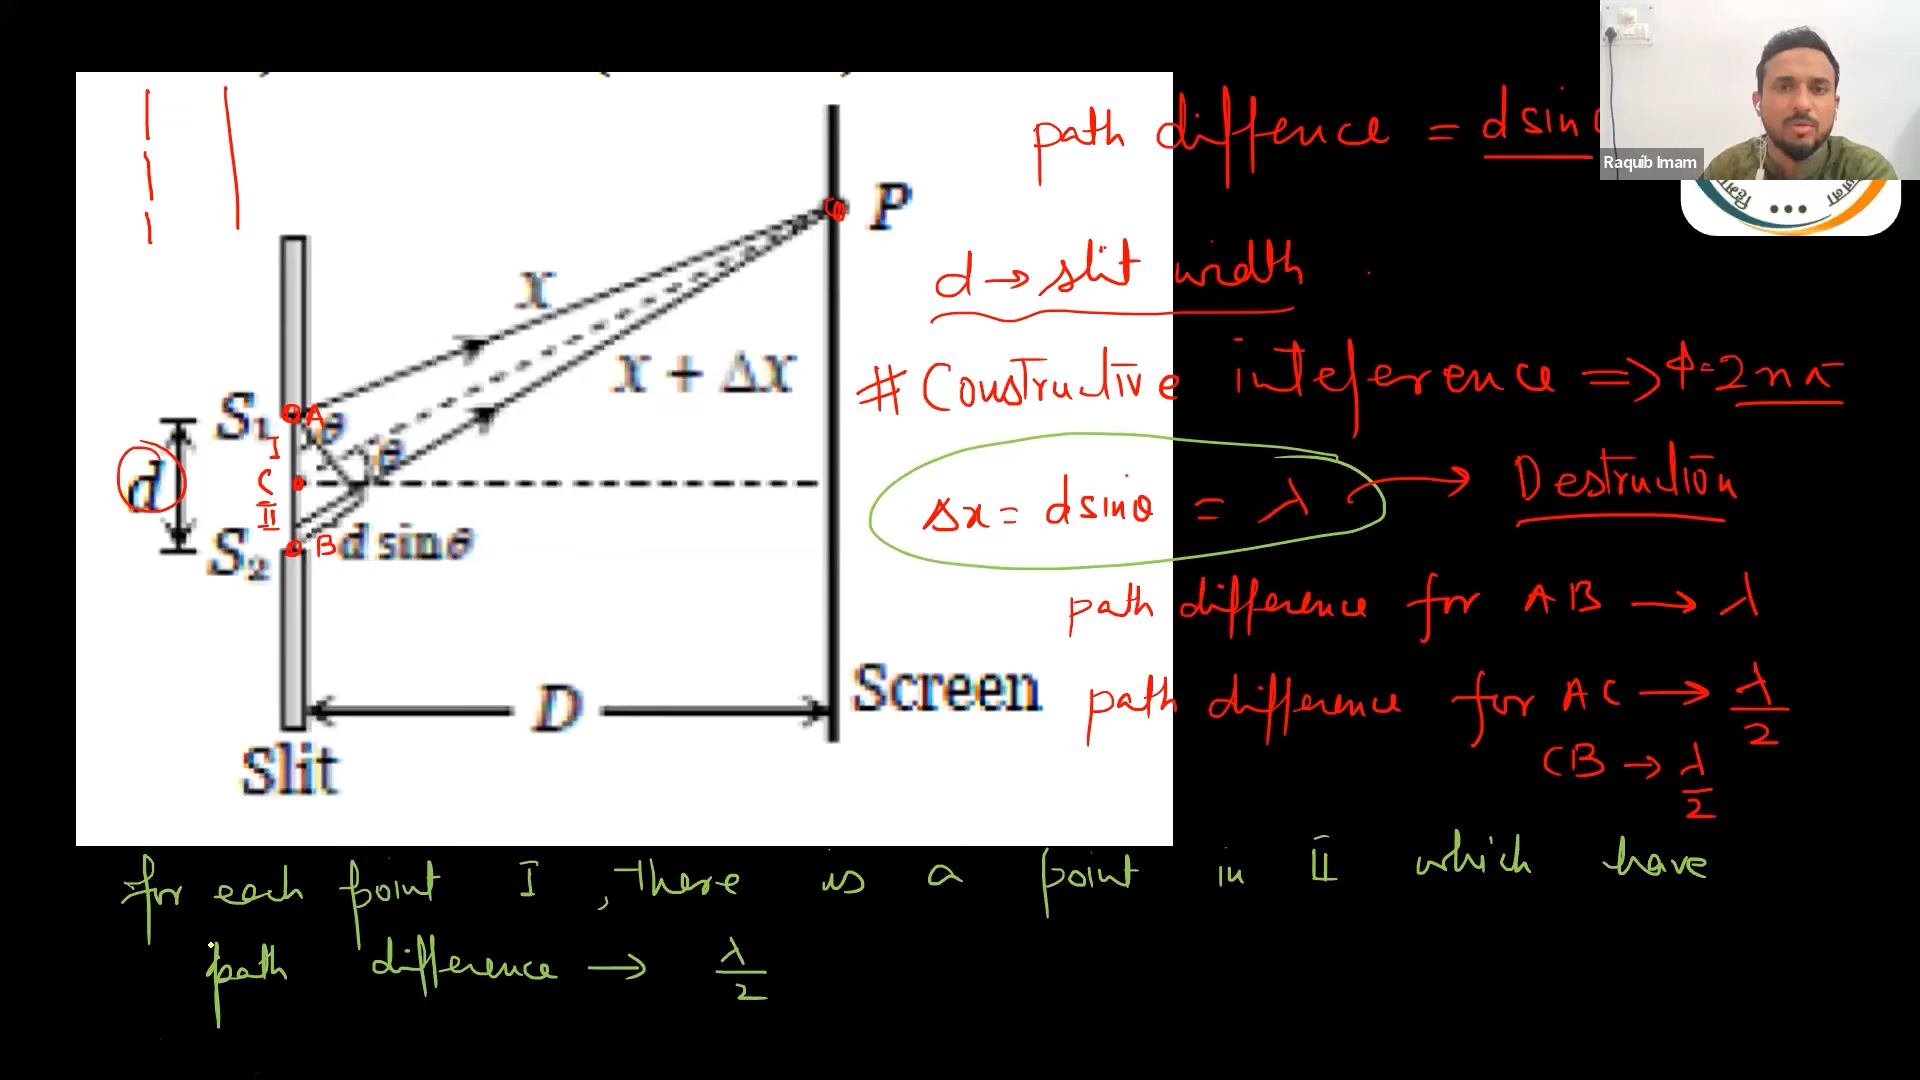 path diffence = d sin
Raquib Imam
P
d → slit width
x
x + Δx
# Constructive inteference => ϕ = 2nπ
S₁ A θ
I
θ
d
C
II
S₂ B d sin θ
Δx = d sinθ = λ → Destruction
path difference for AB → λ
path difference for AC → λ/2
CB → λ/2
D
Screen
Slit
for each point I, there is a point in II which have
path difference → λ/2